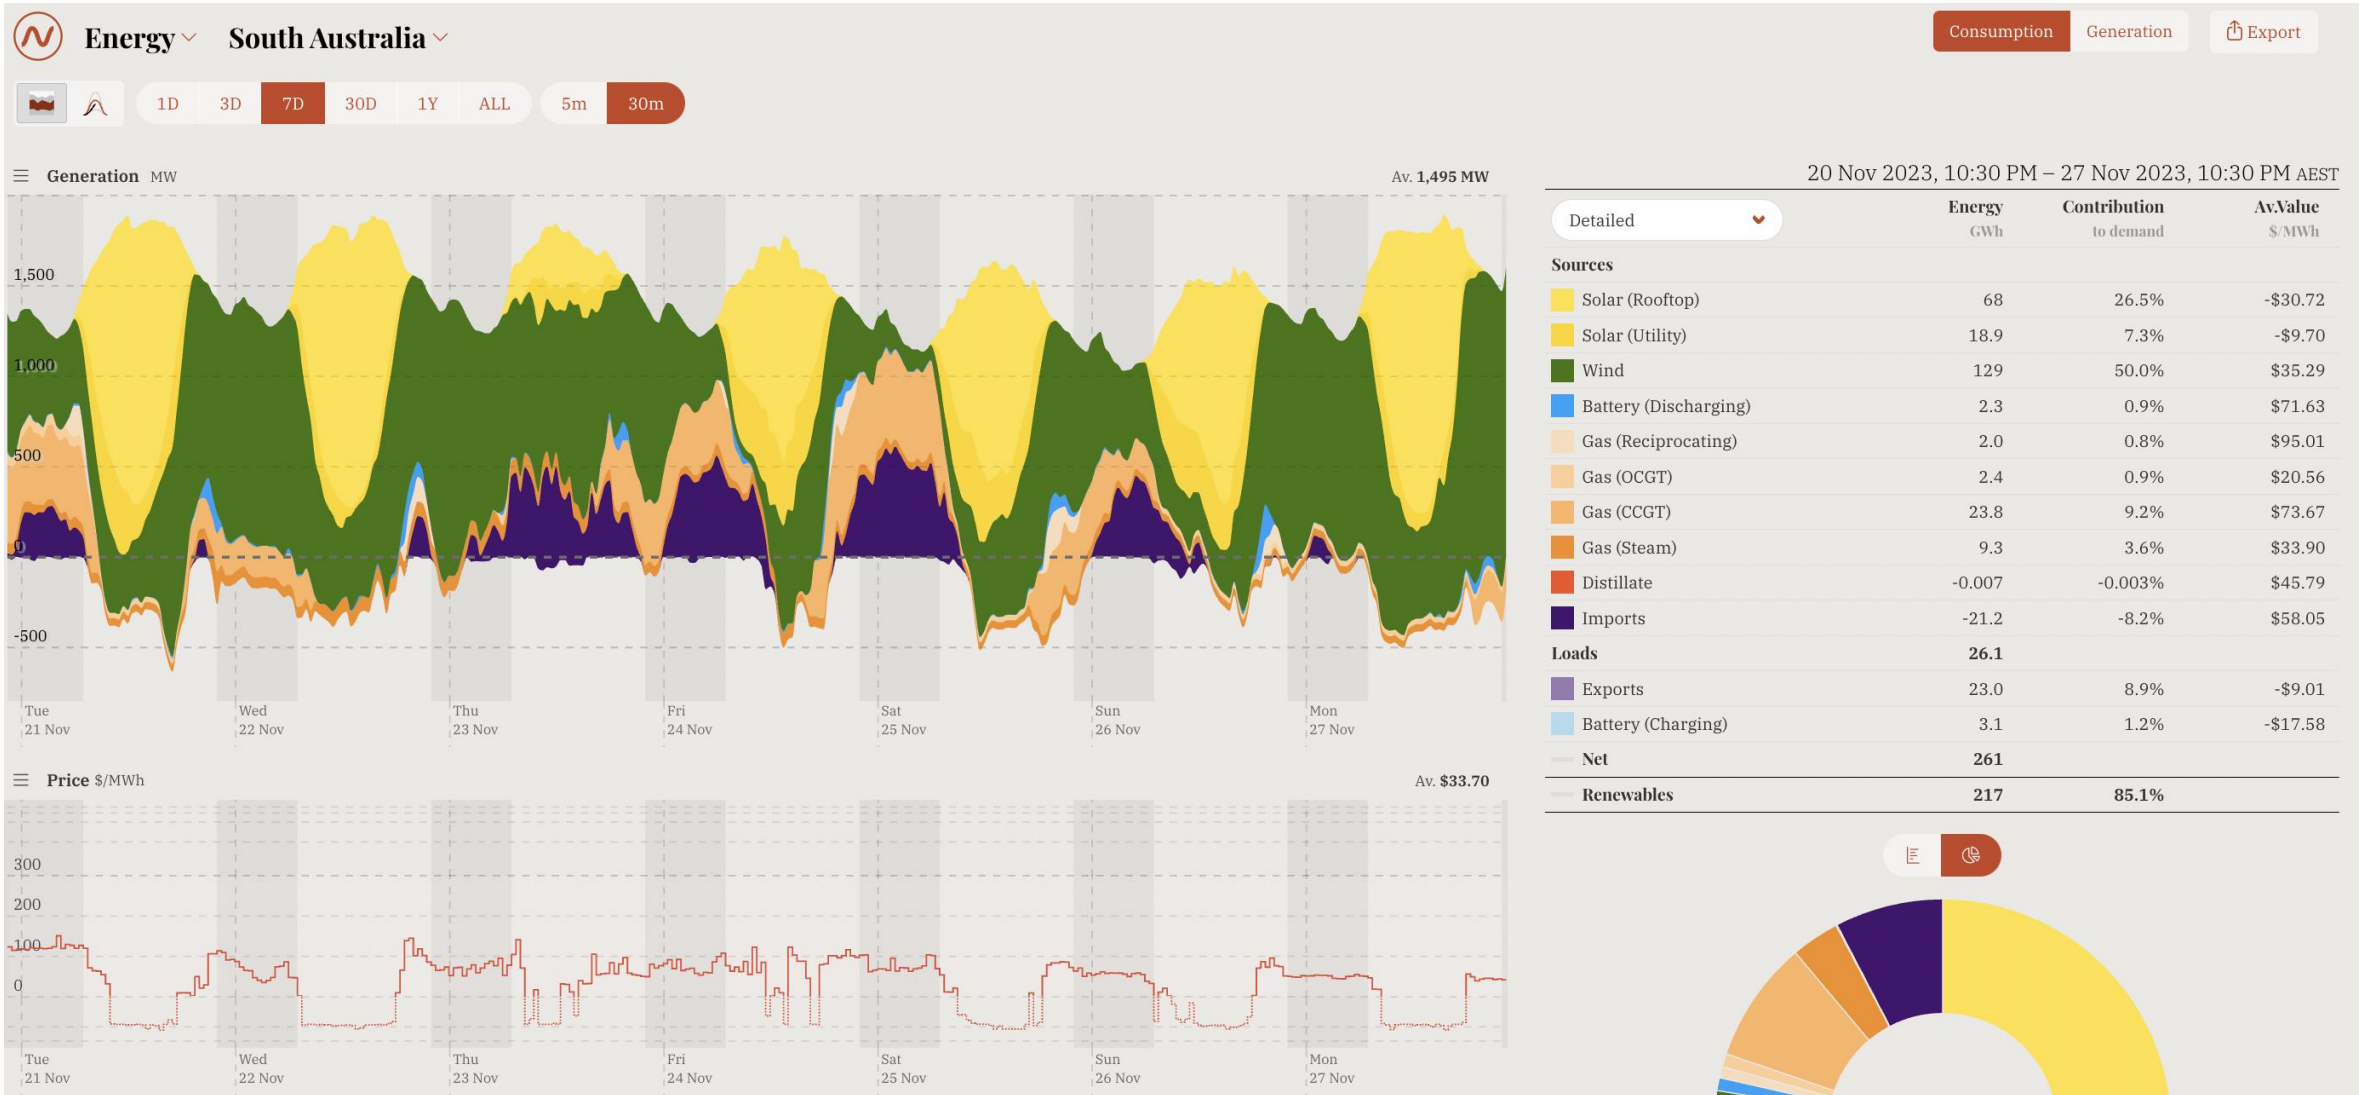 Energy South Australia
Consumption Generation Export
1D 3D 7D 30D 1Y ALL 5m 30m
Generation MW
Av. 1,495 MW
1,500
1,000
500
0
-500
Tue Wed Thu Fri Sat Sun Mon
21 Nov 22 Nov 23 Nov 24 Nov 25 Nov 26 Nov 27 Nov
Price $/MWh
Av. $33.70
300
200
100
0
Tue Wed Thu Fri Sat Sun Mon
21 Nov 22 Nov 23 Nov 24 Nov 25 Nov 26 Nov 27 Nov
20 Nov 2023, 10:30 PM – 27 Nov 2023, 10:30 PM AEST
Detailed Energy Contribution Av.Value
GWh to demand $/MWh
Sources
Solar (Rooftop) 68 26.5% -$30.72
Solar (Utility) 18.9 7.3% -$9.70
Wind 129 50.0% $35.29
Battery (Discharging) 2.3 0.9% $71.63
Gas (Reciprocating) 2.0 0.8% $95.01
Gas (OCGT) 2.4 0.9% $20.56
Gas (CCGT) 23.8 9.2% $73.67
Gas (Steam) 9.3 3.6% $33.90
Distillate -0.007 -0.003% $45.79
Imports -21.2 -8.2% $58.05
Loads 26.1
Exports 23.0 8.9% -$9.01
Battery (Charging) 3.1 1.2% -$17.58
Net 261
Renewables 217 85.1%